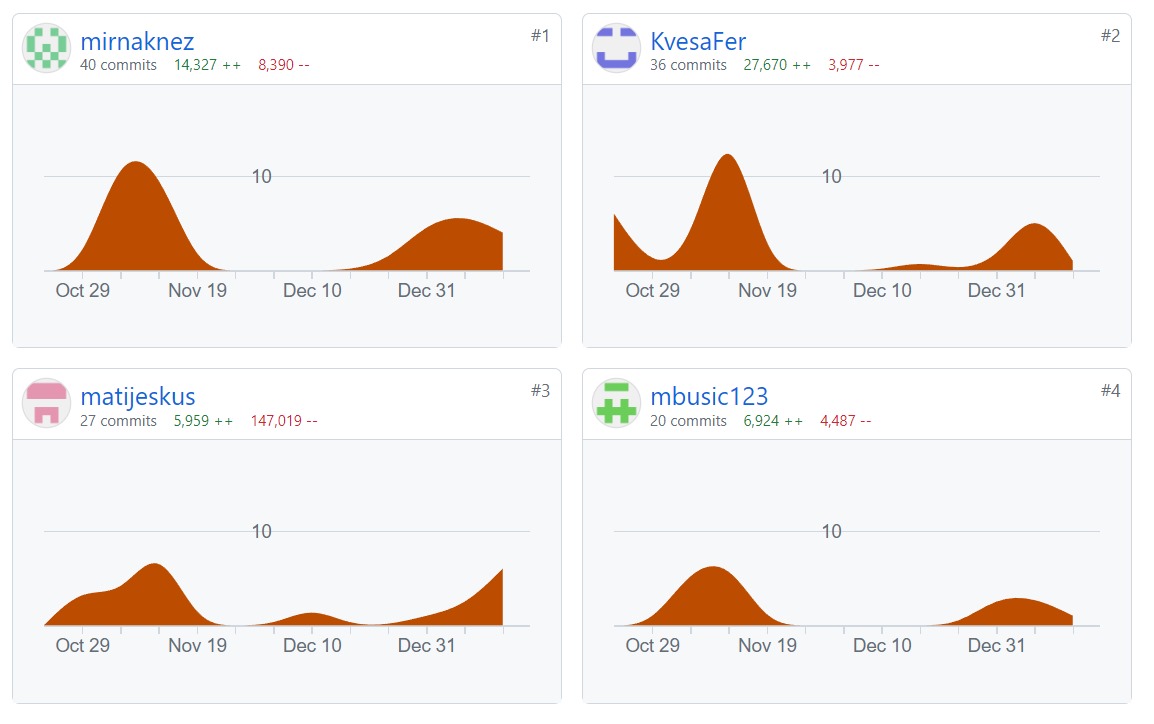 mirnaknez #1
40 commits 14,327 ++ 8,390 --
10
Oct 29 Nov 19 Dec 10 Dec 31
KvesaFer #2
36 commits 27,670 ++ 3,977 --
10
Oct 29 Nov 19 Dec 10 Dec 31
matijeskus #3
27 commits 5,959 ++ 147,019 --
10
Oct 29 Nov 19 Dec 10 Dec 31
mbusic123 #4
20 commits 6,924 ++ 4,487 --
10
Oct 29 Nov 19 Dec 10 Dec 31